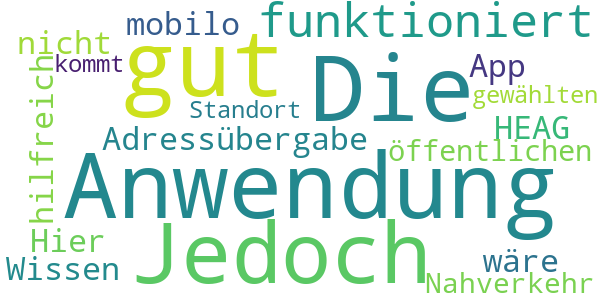 mobilo
funktioniert
nicht
kommt
gut
Die
App
gewählten
Standort
hilfreich
HEAG
Adressübergabe
öffentlichen
Anwendung
Hier
Jedoch
wäre
Wissen
Nahverkehr